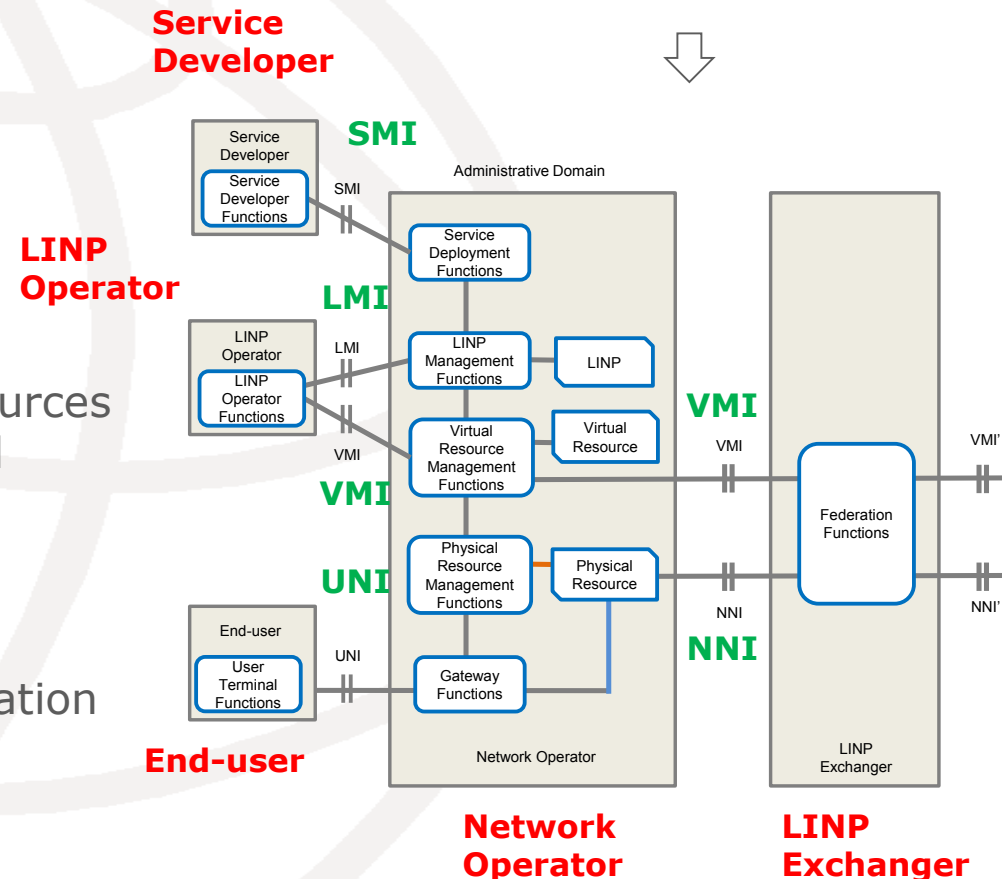 Service
Developer
SMI
Service
Developer
Service
Developer
Functions
SMI
Administrative Domain
Service
Deployment
Functions
LINP
Operator
LMI
LINP
Operator
LINP
Operator
Functions
LMI
VMI
LINP
Management
Functions
LINP
urces
Virtual
Resource
Management
Functions
Virtual
Resource
VMI
VMI
VMI’
VMI
Federation
Functions
UNI
Physical
Resource
Management
Functions
Physical
Resource
NNI
NNI’
NNI
End-user
User
Terminal
Functions
UNI
Gateway
Functions
ation
End-user
Network Operator
LINP
Exchanger
Network
Operator
LINP
Exchanger